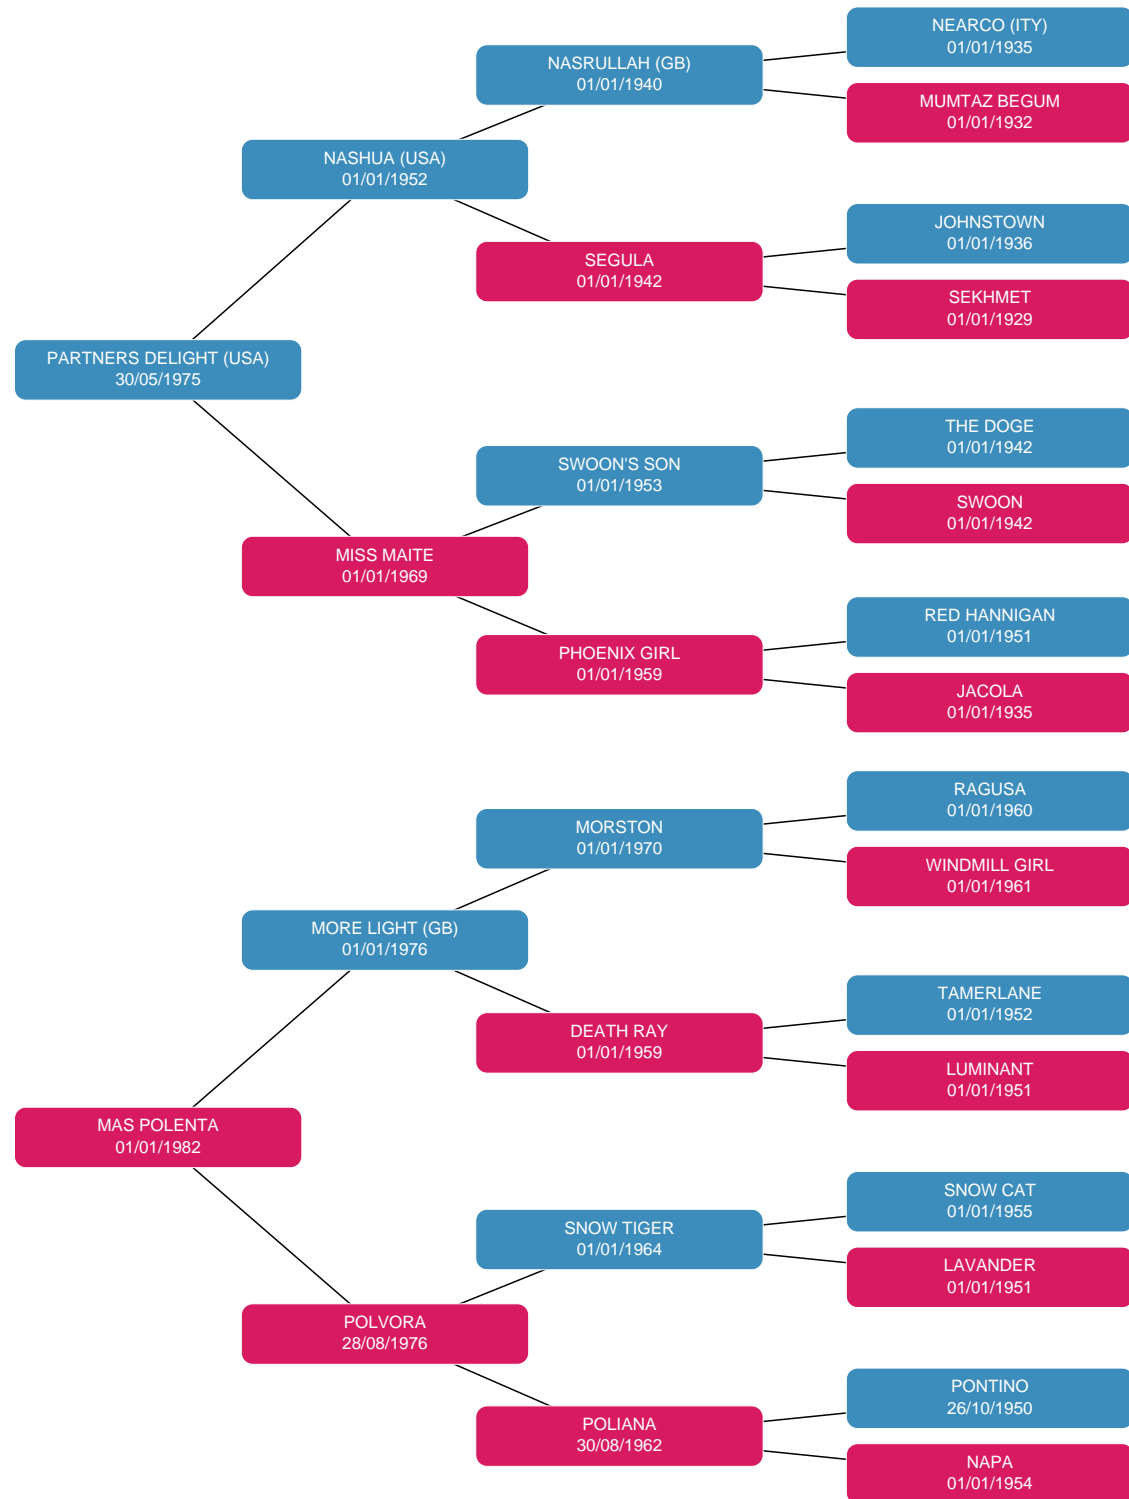 NEARCO (ITY)
01/01/1935
NASRULLAH (GB)
01/01/1940
MUMTAZ BEGUM
01/01/1932
NASHUA (USA)
01/01/1952
JOHNSTOWN
01/01/1936
SEGULA
01/01/1942
SEKHMET
01/01/1929
PARTNERS DELIGHT (USA)
30/05/1975
THE DOGE
01/01/1942
SWOON'S SON
01/01/1953
SWOON
01/01/1942
MISS MAITE
01/01/1969
RED HANNIGAN
01/01/1951
PHOENIX GIRL
01/01/1959
JACOLA
01/01/1935
RAGUSA
01/01/1960
MORSTON
01/01/1970
WINDMILL GIRL
01/01/1961
MORE LIGHT (GB)
01/01/1976
TAMERLANE
01/01/1952
DEATH RAY
01/01/1959
LUMINANT
01/01/1951
MAS POLENTA
01/01/1982
SNOW CAT
01/01/1955
SNOW TIGER
01/01/1964
LAVANDER
01/01/1951
POLVORA
28/08/1976
PONTINO
26/10/1950
POLIANA
30/08/1962
NAPA
01/01/1954